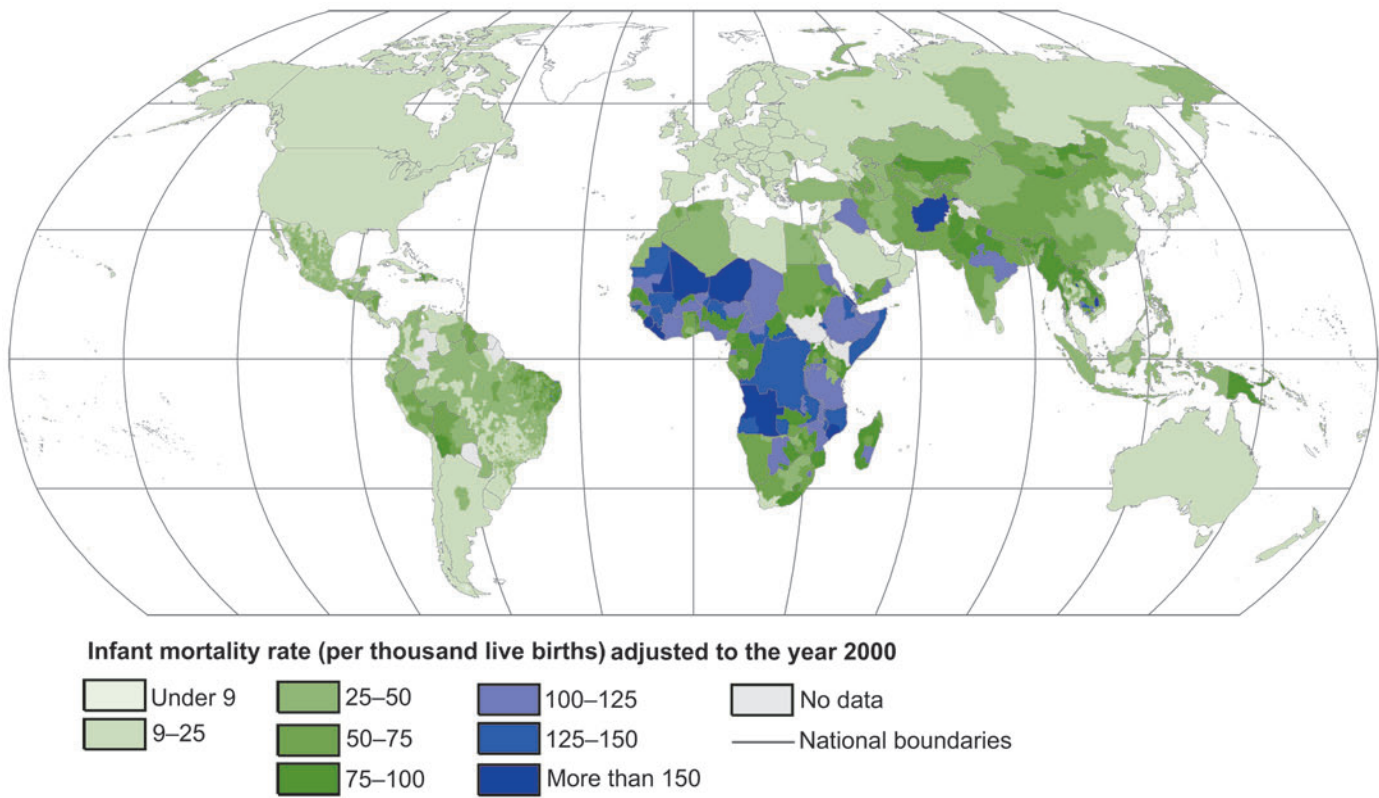 Infant mortality rate (per thousand live births) adjusted to the year 2000
Under 9
9–25
25–50
50–75
75–100
100–125
125–150
More than 150
No data
National boundaries